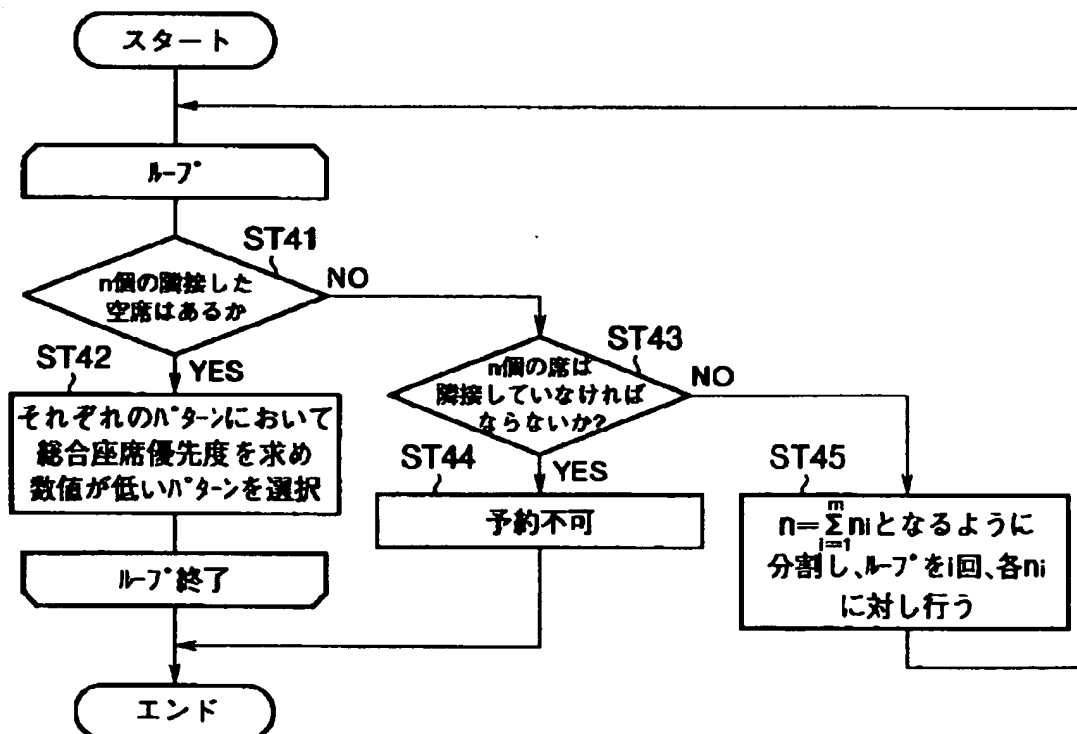 スタート
ループ
ST41
n個の隣接した
空席はあるか
NO
YES
ST42
それぞれのパターンにおいて
総合座席優先度を求め
数値が低いパターンを選択
ループ終了
ST43
n個の席は
隣接していなければ
ならないか?
NO
YES
ST44
予約不可
ST45
n=Σ(i=1からm)niとなるように
分割し、ループをi回、各ni
に対し行う
エンド